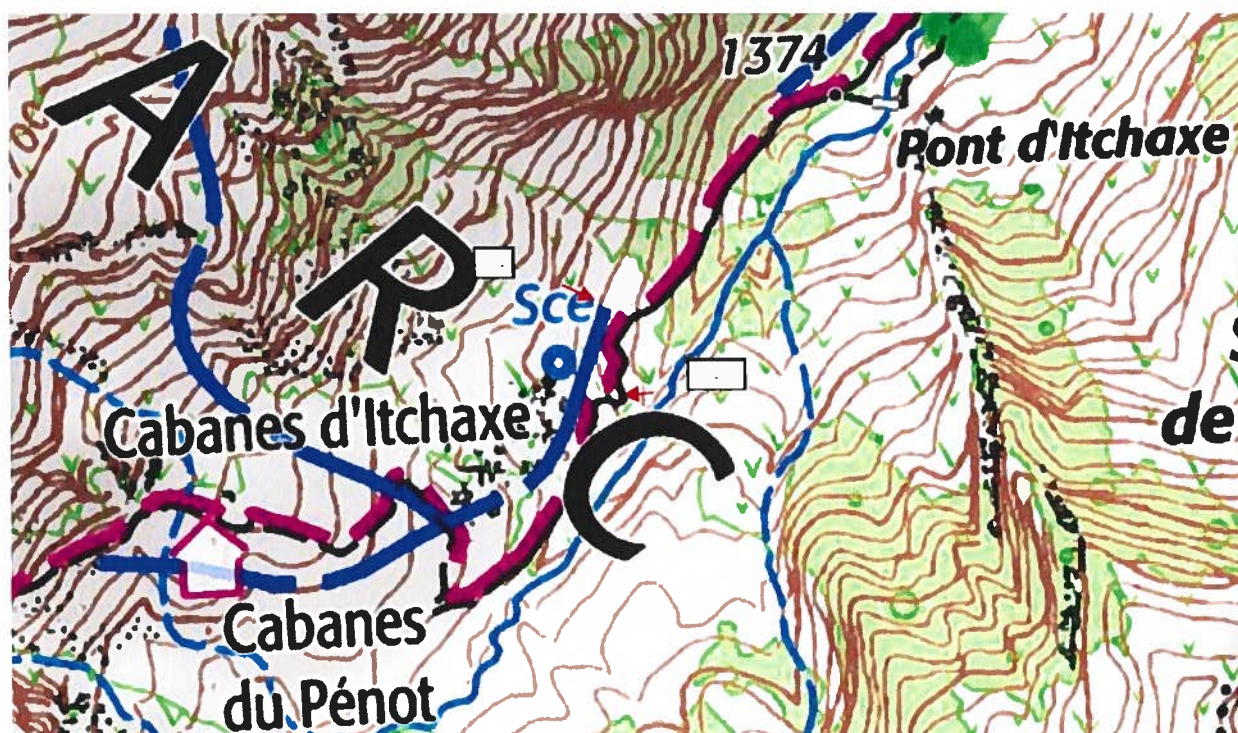 1374
Pont d'Itchaxe
A
R
C
Sce
de
Cabanes d'Itchaxe
Cabanes
du Pénot